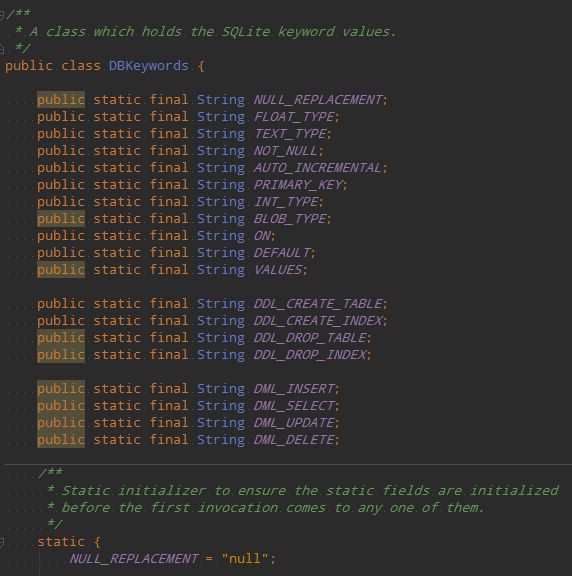 /**
* A class which holds the SQLite keyword values.
*/
public class DBKeywords {
public static final String NULL_REPLACEMENT;
public static final String FLOAT_TYPE;
public static final String TEXT_TYPE;
public static final String NOT_NULL;
public static final String AUTO_INCREMENTAL;
public static final String PRIMARY_KEY;
public static final String INT_TYPE;
public static final String BLOB_TYPE;
public static final String ON;
public static final String DEFAULT;
public static final String VALUES;
public static final String DDL_CREATE_TABLE;
public static final String DDL_CREATE_INDEX;
public static final String DDL_DROP_TABLE;
public static final String DDL_DROP_INDEX;
public static final String DML_INSERT;
public static final String DML_SELECT;
public static final String DML_UPDATE;
public static final String DML_DELETE;
/**
* Static initializer to ensure the static fields are initialized
* before the first invocation comes to any one of them.
*/
static {
NULL_REPLACEMENT = "null";